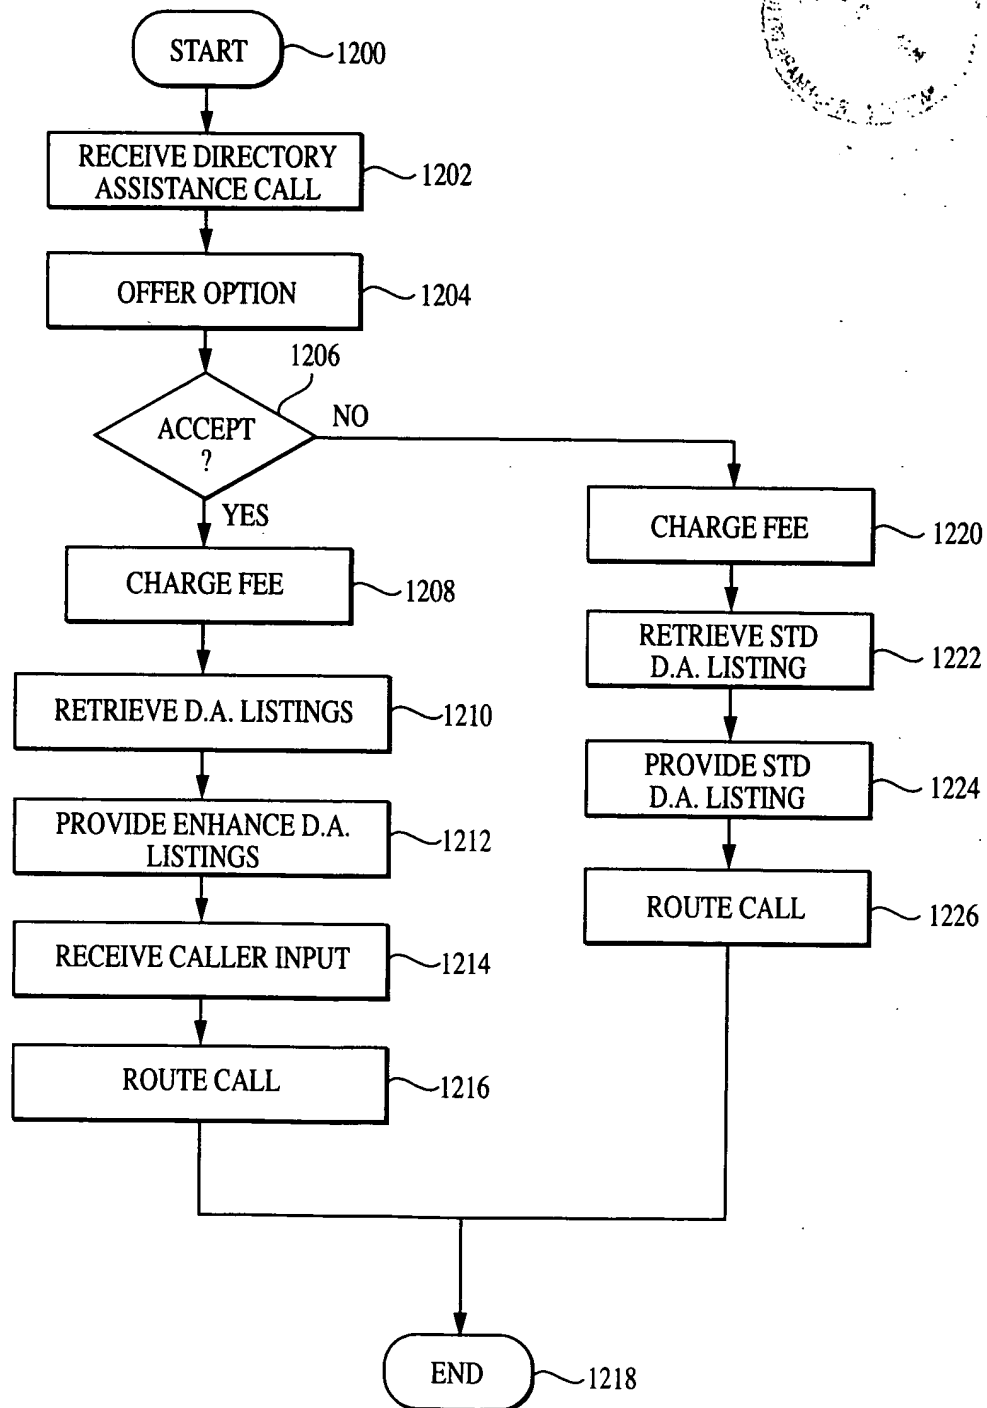 START
1200
RECEIVE DIRECTORY
ASSISTANCE CALL
1202
OFFER OPTION
1204
1206
ACCEPT
?
NO
YES
CHARGE FEE
1208
RETRIEVE D.A. LISTINGS
1210
PROVIDE ENHANCE D.A.
LISTINGS
1212
RECEIVE CALLER INPUT
1214
ROUTE CALL
1216
CHARGE FEE
1220
RETRIEVE STD
D.A. LISTING
1222
PROVIDE STD
D.A. LISTING
1224
ROUTE CALL
1226
END
1218